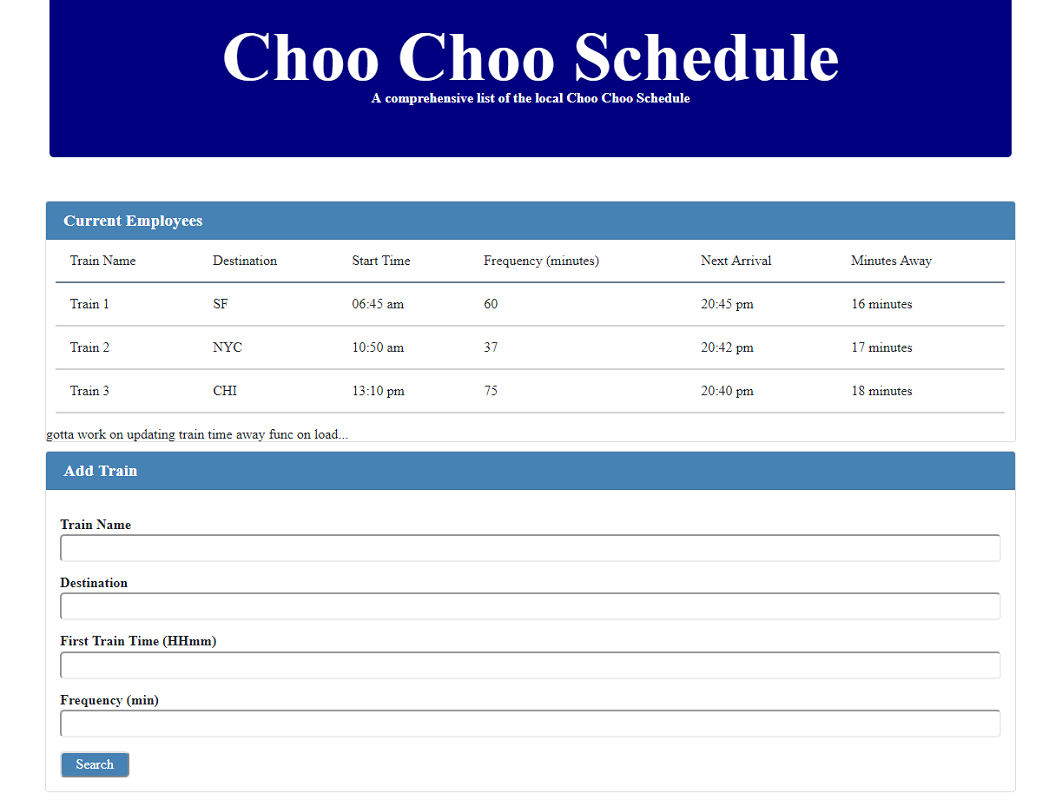 Choo Choo Schedule
A comprehensive list of the local Choo Choo Schedule
Current Employees
Train Name Destination Start Time Frequency (minutes) Next Arrival Minutes Away
Train 1 SF 06:45 am 60 20:45 pm 16 minutes
Train 2 NYC 10:50 am 37 20:42 pm 17 minutes
Train 3 CHI 13:10 pm 75 20:40 pm 18 minutes
gotta work on updating train time away func on load...
Add Train
Train Name
Destination
First Train Time (HHmm)
Frequency (min)
Search